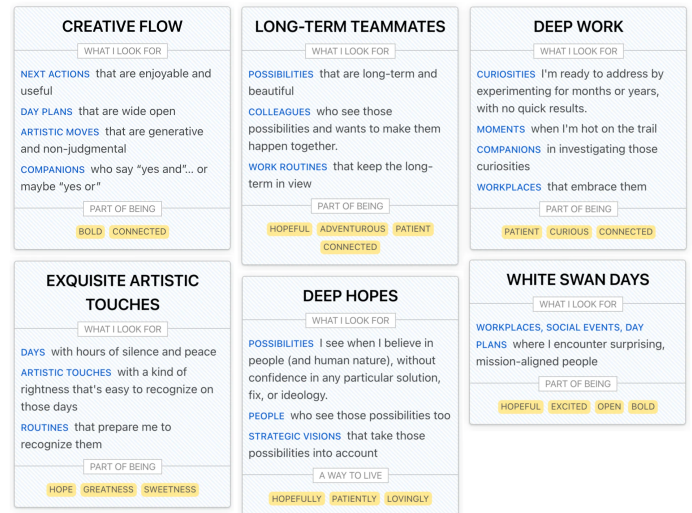 CREATIVE FLOW
WHAT I LOOK FOR
NEXT ACTIONS that are enjoyable and
useful
DAY PLANS that are wide open
ARTISTIC MOVES that are generative
and non-judgmental
COMPANIONS who say “yes and”... or
maybe “yes or”
PART OF BEING
BOLD CONNECTED
LONG-TERM TEAMMATES
WHAT I LOOK FOR
POSSIBILITIES that are long-term and
beautiful
COLLEAGUES who see those
possibilities and wants to make them
happen together.
WORK ROUTINES that keep the long-
term in view
PART OF BEING
HOPEFUL ADVENTUROUS PATIENT
CONNECTED
DEEP WORK
WHAT I LOOK FOR
CURIOSITIES I'm ready to address by
experimenting for months or years,
with no quick results.
MOMENTS when I'm hot on the trail
COMPANIONS in investigating those
curiosities
WORKPLACES that embrace them
PART OF BEING
PATIENT CURIOUS CONNECTED
EXQUISITE ARTISTIC
TOUCHES
WHAT I LOOK FOR
DAYS with hours of silence and peace
ARTISTIC TOUCHES with a kind of
rightness that's easy to recognize on
those days
ROUTINES that prepare me to
recognize them
PART OF BEING
HOPE GREATNESS SWEETNESS
DEEP HOPES
WHAT I LOOK FOR
POSSIBILITIES I see when I believe in
people (and human nature), without
confidence in any particular solution,
fix, or ideology.
PEOPLE who see those possibilities too
STRATEGIC VISIONS that take those
possibilities into account
A WAY TO LIVE
HOPEFULLY PATIENTLY LOVINGLY
WHITE SWAN DAYS
WHAT I LOOK FOR
WORKPLACES, SOCIAL EVENTS, DAY
PLANS where I encounter surprising,
mission-aligned people
PART OF BEING
HOPEFUL EXCITED OPEN BOLD